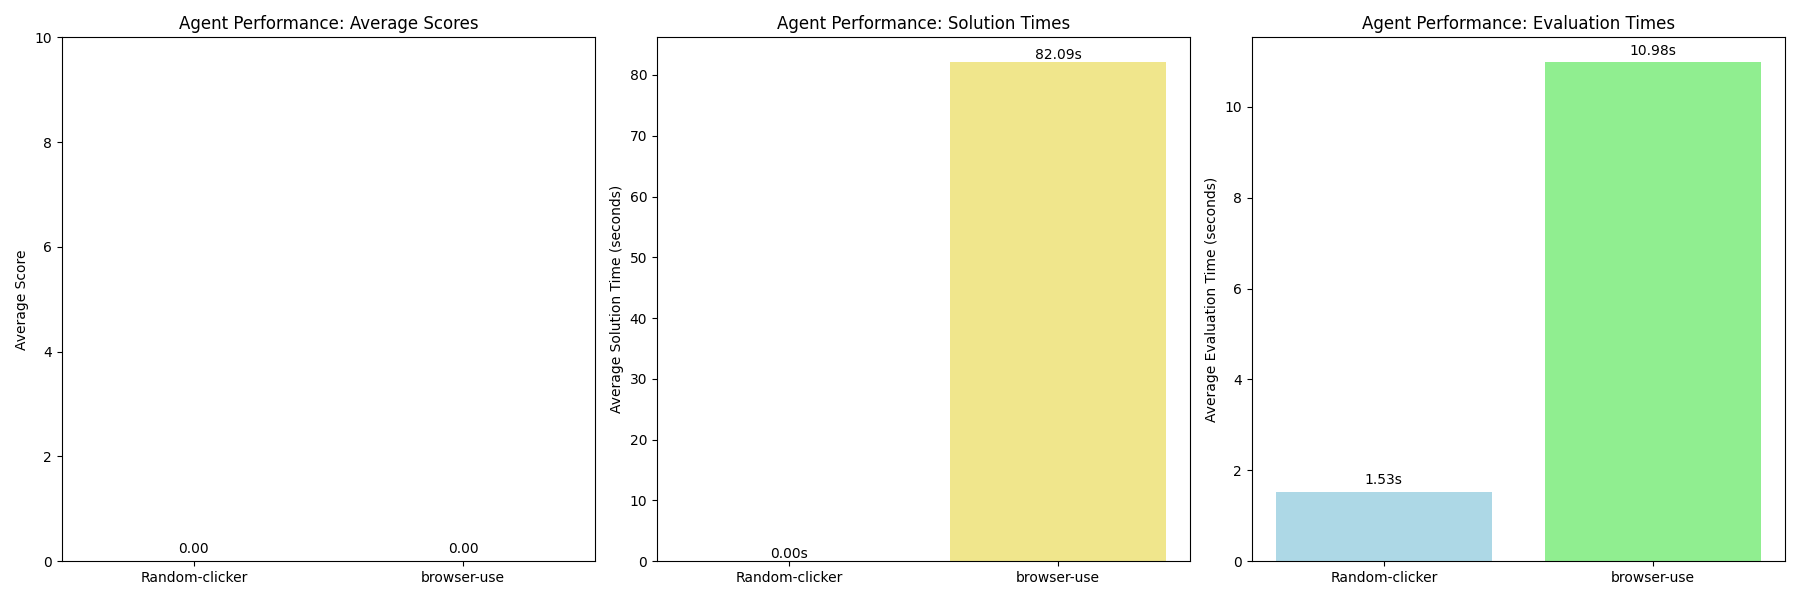 Agent Performance: Average Scores
Average Score
10
8
6
4
2
0
0.00
0.00
Random-clicker
browser-use
Agent Performance: Solution Times
Average Solution Time (seconds)
80
70
60
50
40
30
20
10
0
0.00s
82.09s
Random-clicker
browser-use
Agent Performance: Evaluation Times
Average Evaluation Time (seconds)
10
8
6
4
2
0
1.53s
10.98s
Random-clicker
browser-use